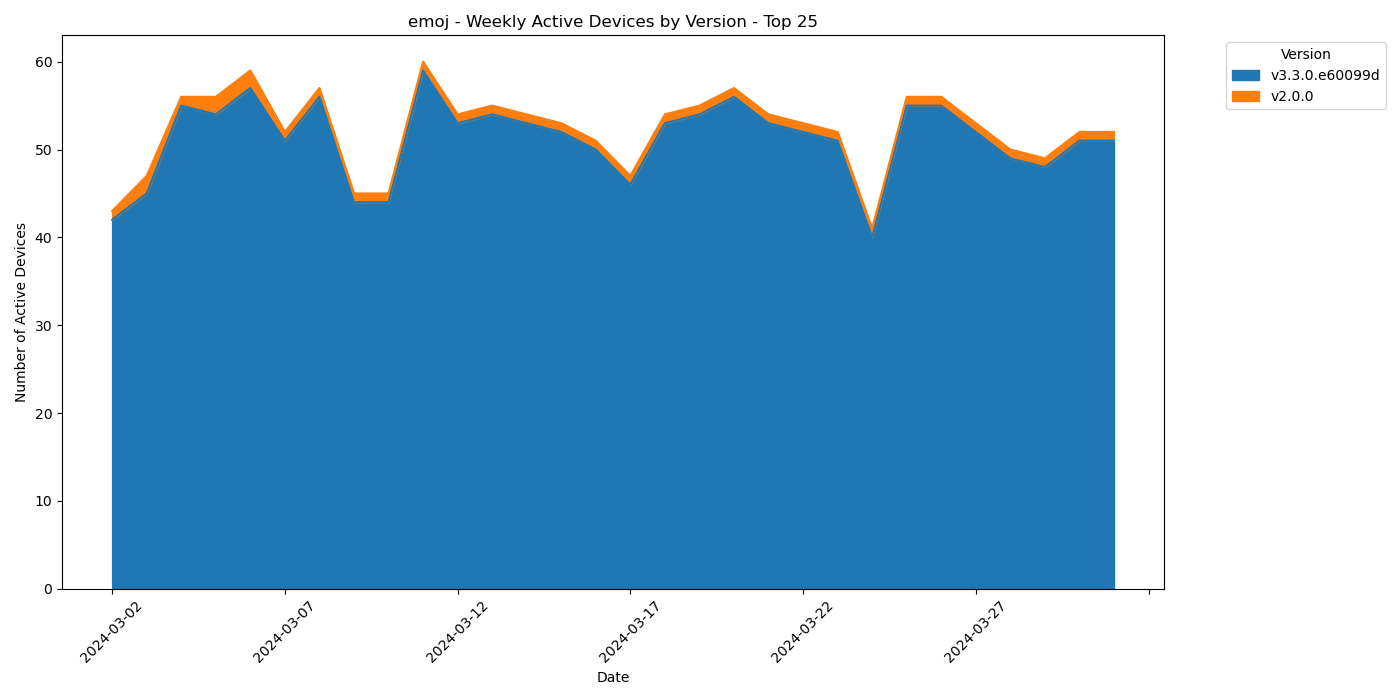 emoj - Weekly Active Devices by Version - Top 25
Version
v3.3.0.e60099d
v2.0.0
Number of Active Devices
60
50
40
30
20
10
0
2024-03-02
2024-03-07
2024-03-12
2024-03-17
2024-03-22
2024-03-27
Date